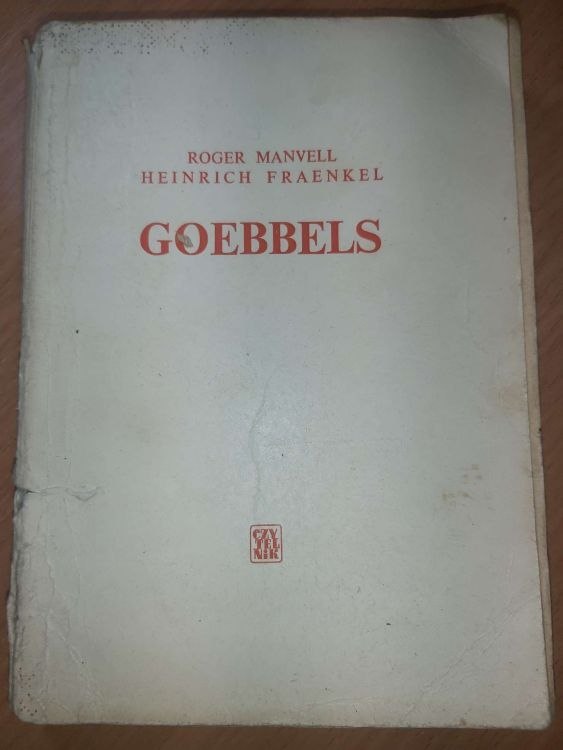 ROGER MANVELL
HEINRICH FRAENKEL
GOEBBELS
CZY
TEL
NIK